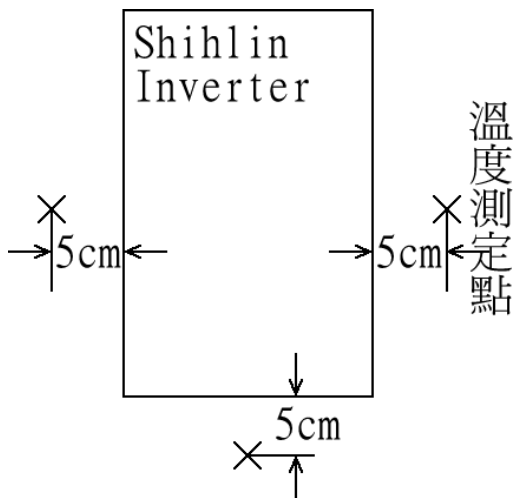 Shihlin
Inverter
溫度測定點
5cm
5cm
5cm